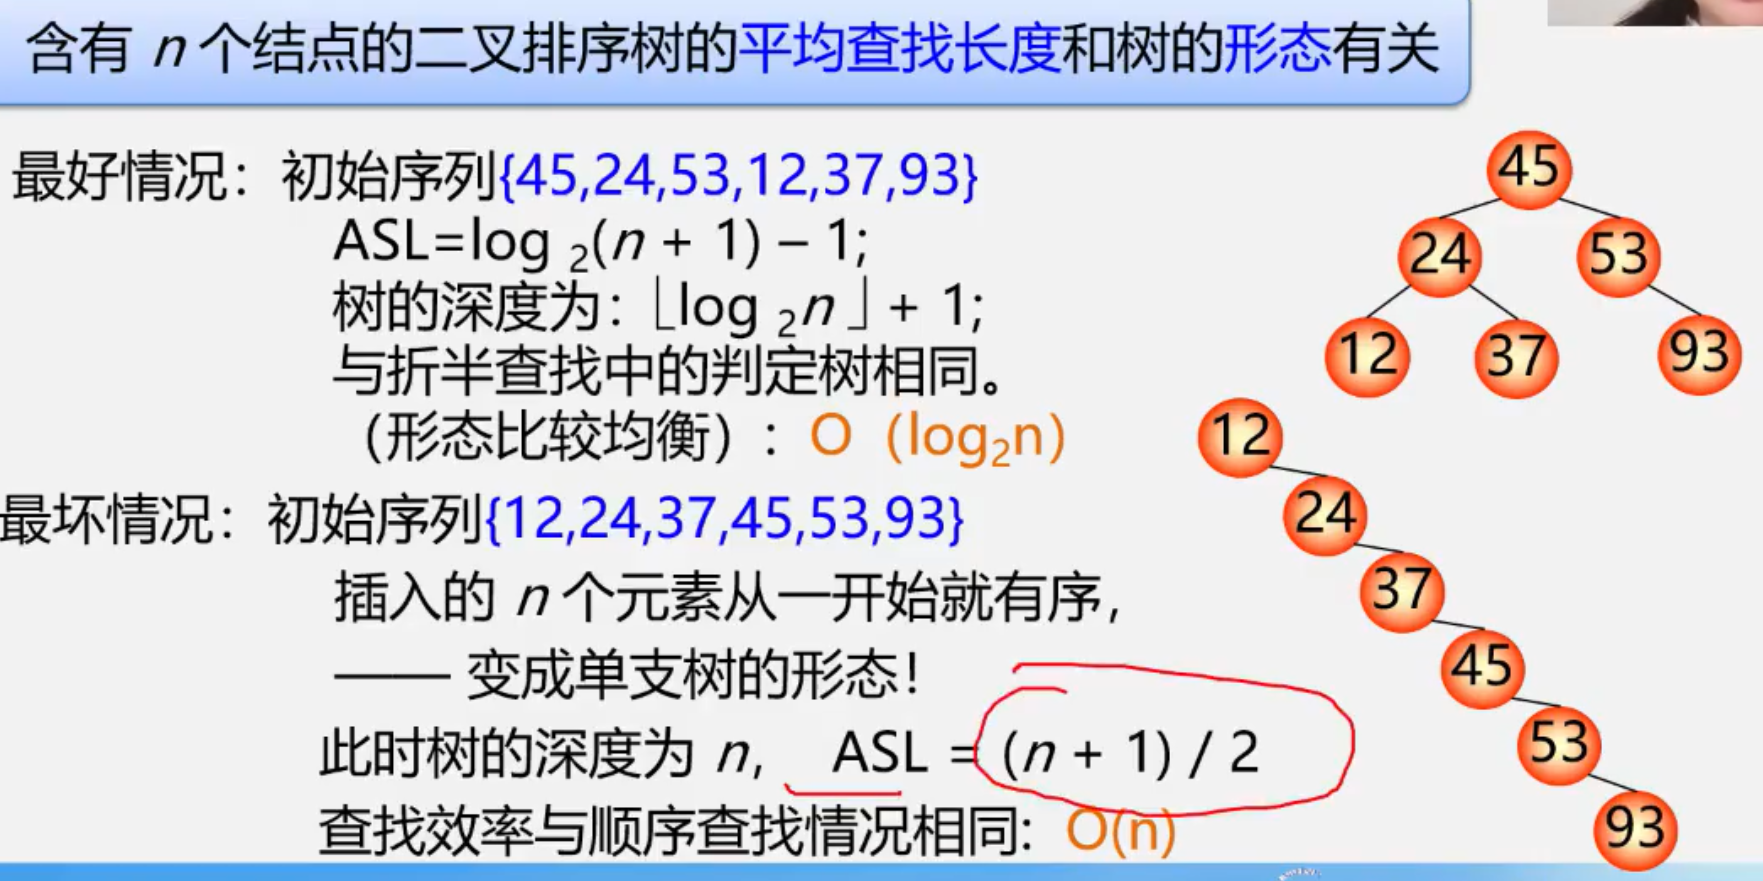 含有 n 个结点的二叉排序树的平均查找长度和树的形态有关
最好情况：初始序列{45,24,53,12,37,93}
ASL=log ₂(n + 1) – 1;
树的深度为：⌊log ₂n ⌋ + 1;
与折半查找中的判定树相同。
（形态比较均衡）：O（log₂n）
45
24
53
12
37
93
最坏情况：初始序列{12,24,37,45,53,93}
插入的 n 个元素从一开始就有序，
—— 变成单支树的形态！
此时树的深度为 n, ASL = (n + 1) / 2
查找效率与顺序查找情况相同: O(n)
12
24
37
45
53
93